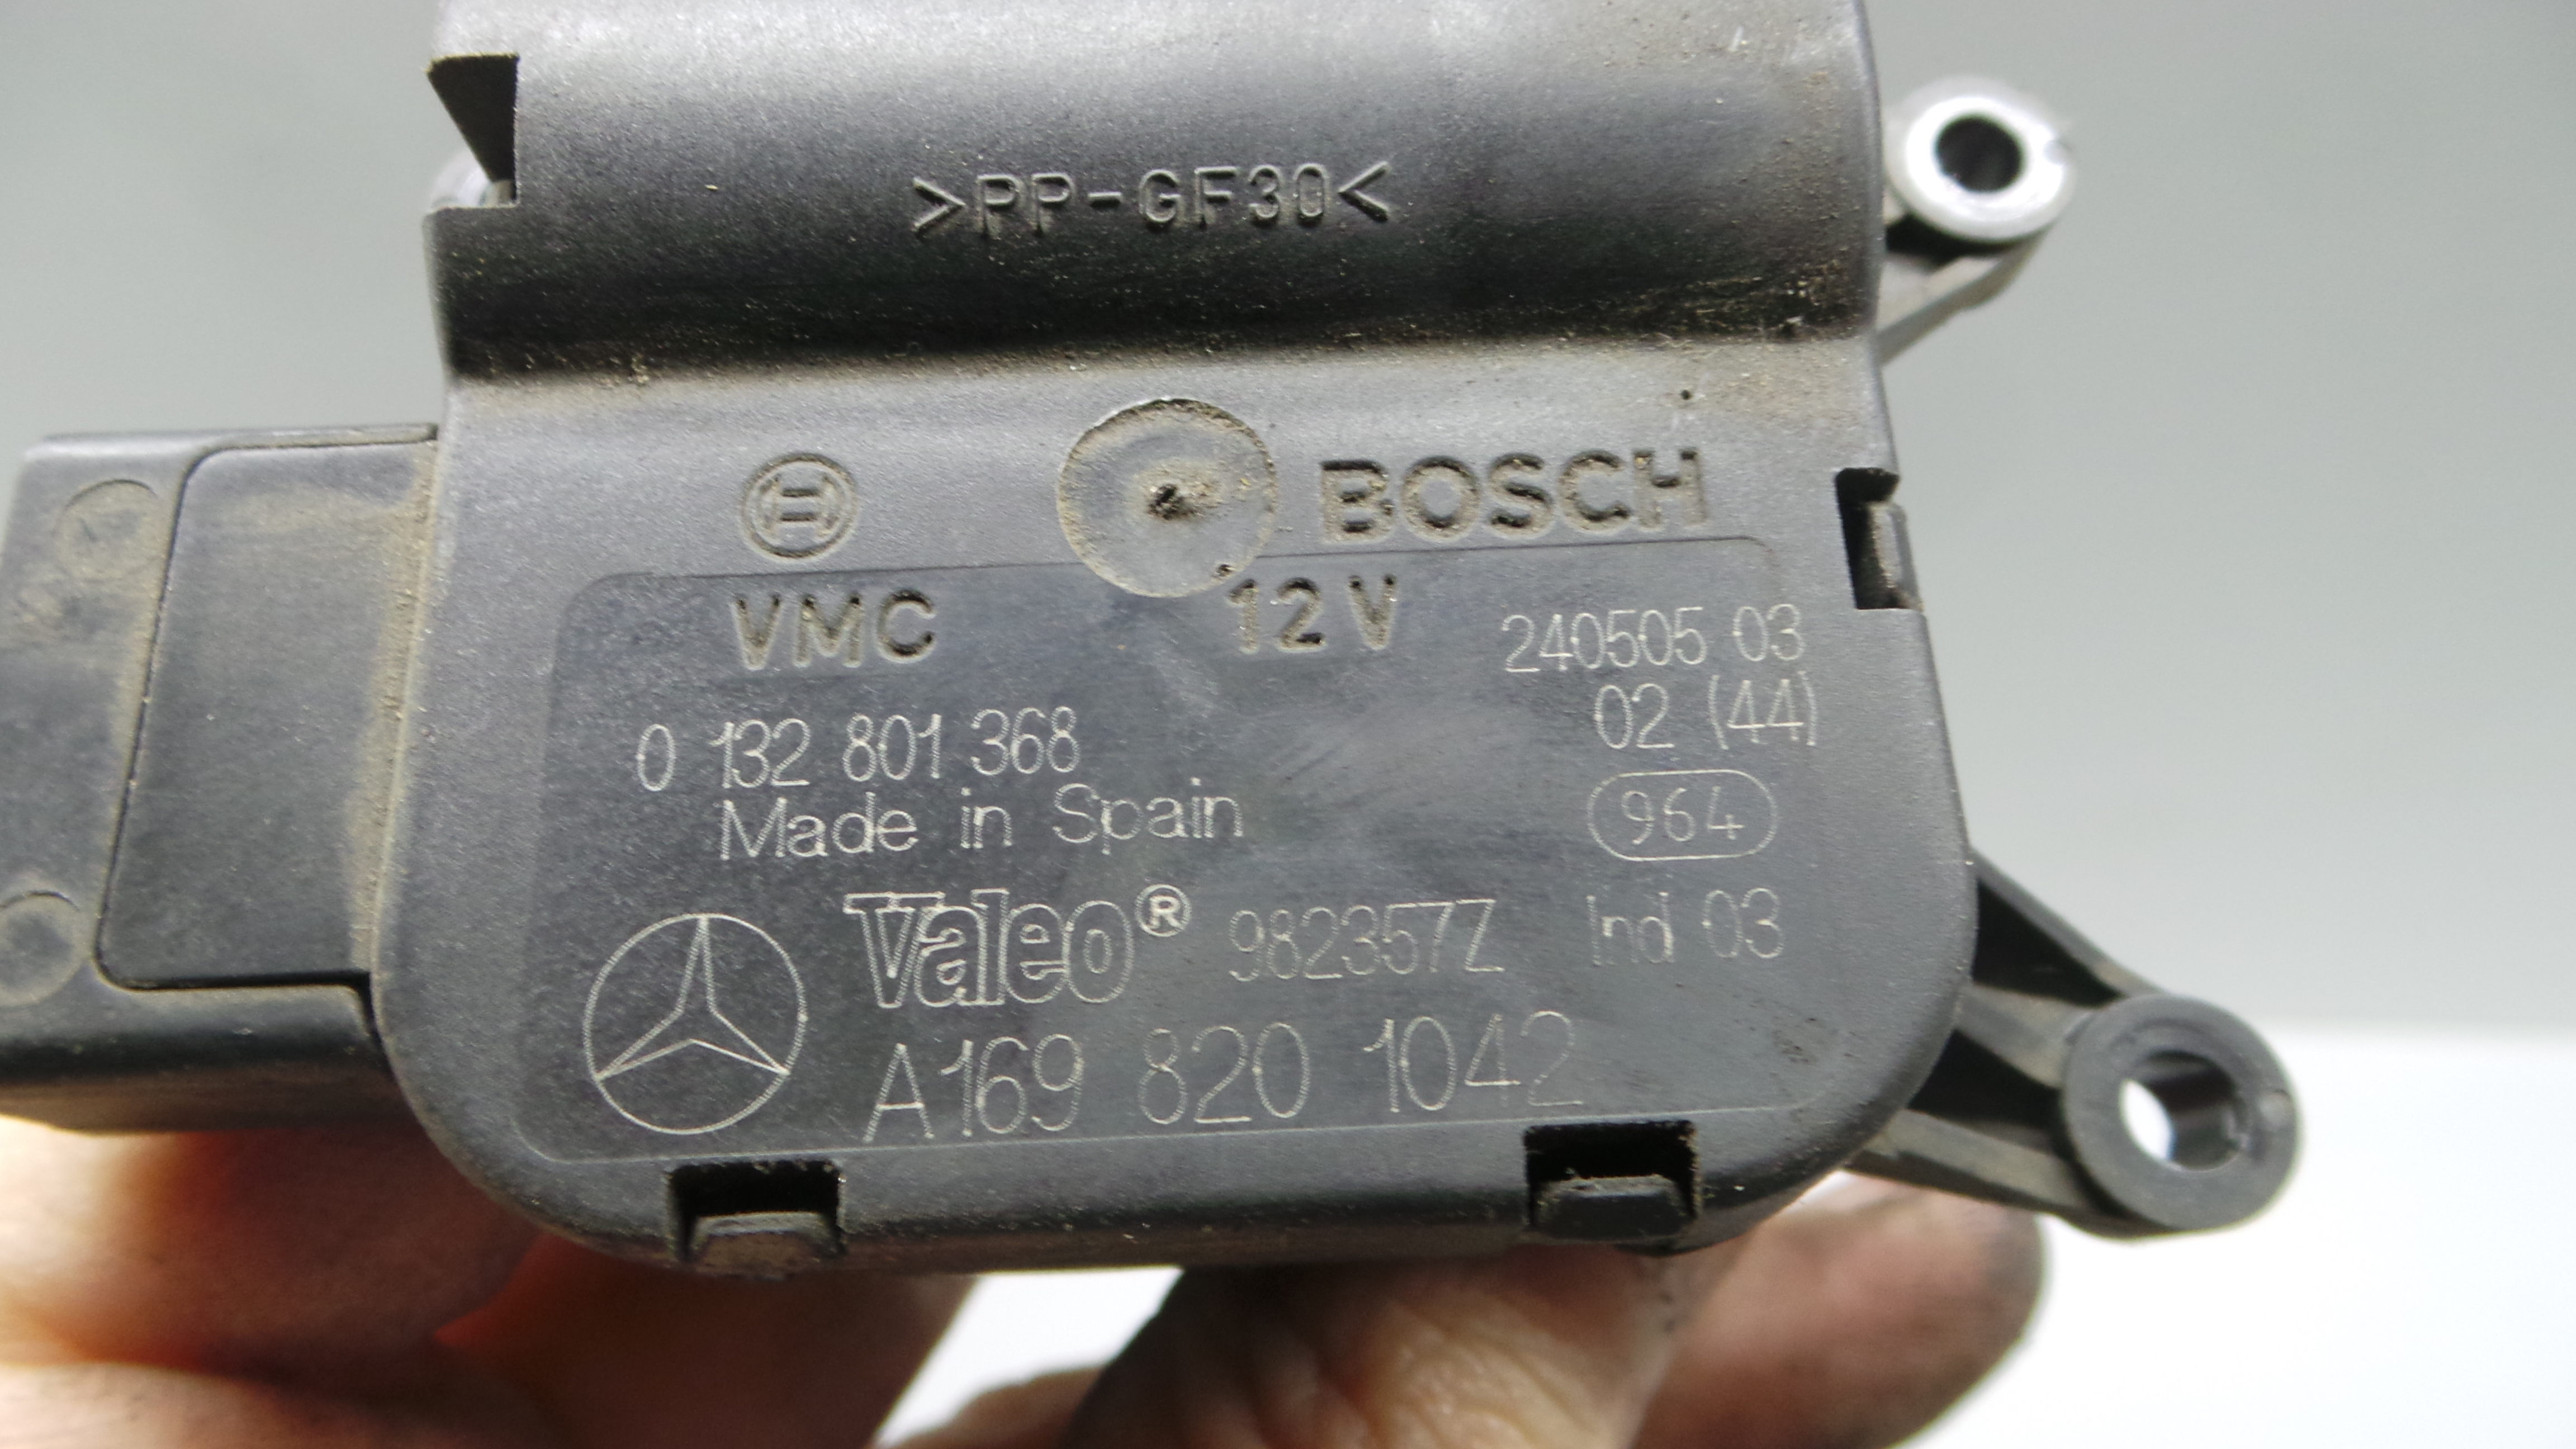 >PP-GF30<
BOSCH
VMC 12V
240505 03
02 (44)
0 132 801 368
Made in Spain
964
Valeo® 982357Z Ind 03
A169 820 1042